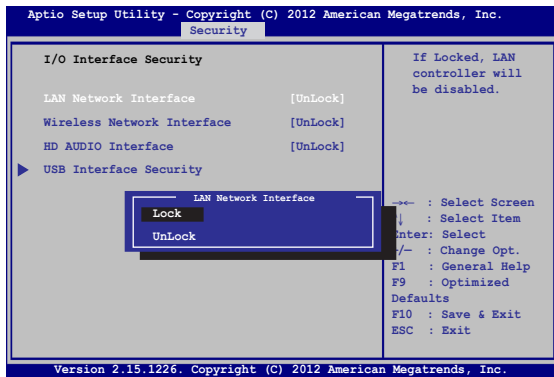 Aptio Setup Utility - Copyright (C) 2012 American Megatrends, Inc.
Security
I/O Interface Security
LAN Network Interface [UnLock]
Wireless Network Interface [UnLock]
HD AUDIO Interface [UnLock]
USB Interface Security
If Locked, LAN
controller will
be disabled.
LAN Network Interface
Lock
UnLock
→← : Select Screen
↓ : Select Item
Enter: Select
+/— : Change Opt.
F1 : General Help
F9 : Optimized
Defaults
F10 : Save & Exit
ESC : Exit
Version 2.15.1226. Copyright (C) 2012 American Megatrends, Inc.